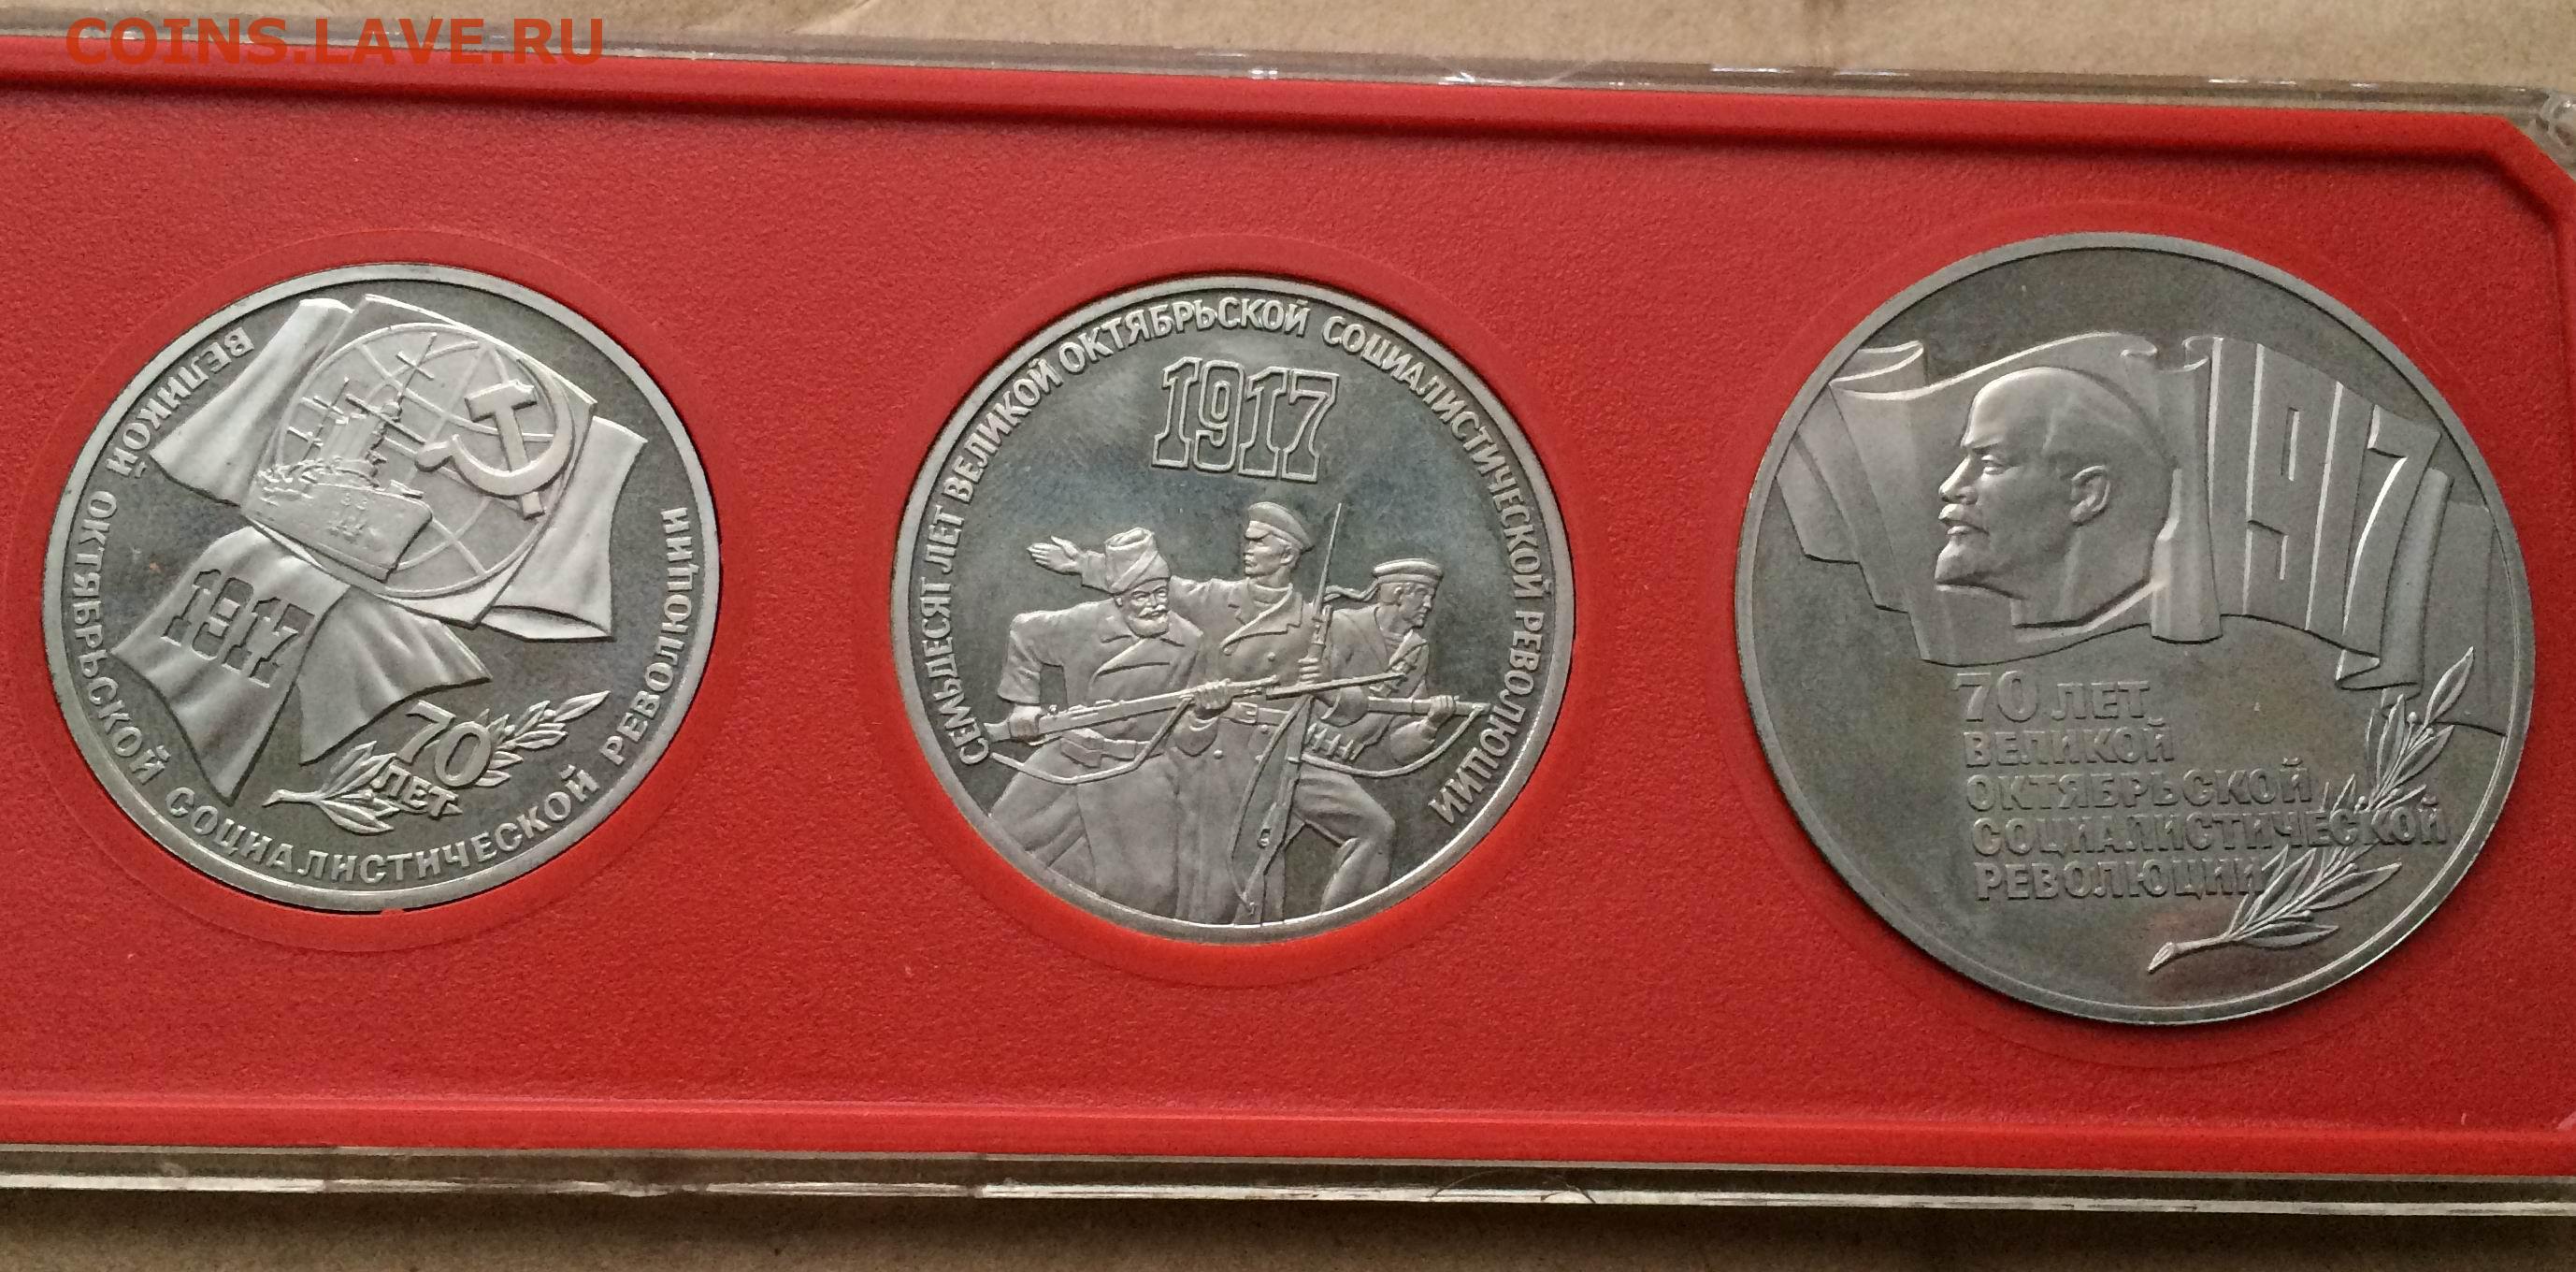 COINS.LAVE.RU
ВЕЛИКОЙ ОКТЯБРЬСКОЙ СОЦИАЛИСТИЧЕСКОЙ РЕВОЛЮЦИИ
1917
70
ЛЕТ
СЕМЬДЕСЯТ ЛЕТ ВЕЛИКОЙ ОКТЯБРЬСКОЙ СОЦИАЛИСТИЧЕСКОЙ РЕВОЛЮЦИИ
1917
1917
70 ЛЕТ
ВЕЛИКОЙ
ОКТЯБРЬСКОЙ
СОЦИАЛИСТИЧЕСКОЙ
РЕВОЛЮЦИИ